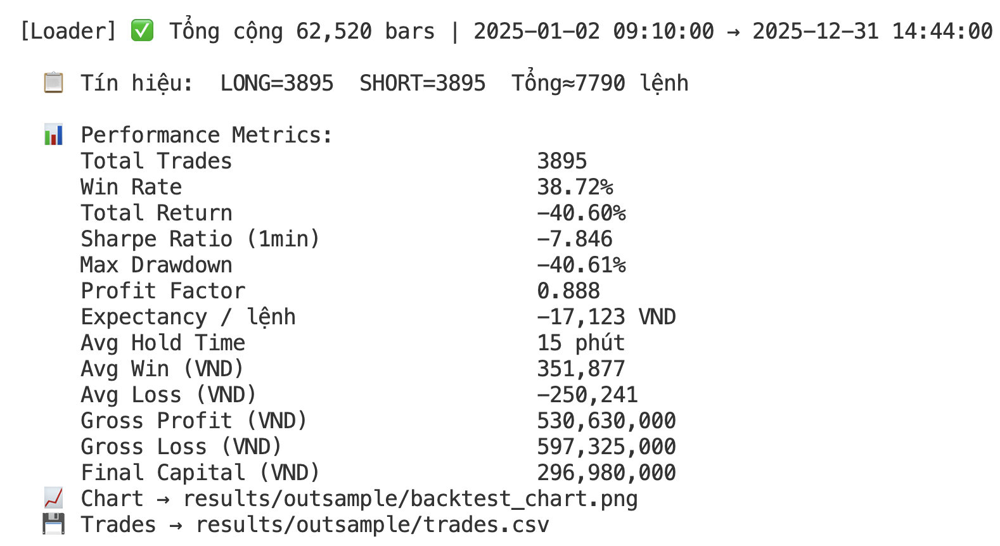 [Loader] ✅ Tổng cộng 62,520 bars | 2025-01-02 09:10:00 → 2025-12-31 14:44:00
📋 Tín hiệu: LONG=3895 SHORT=3895 Tổng≈7790 lệnh
📊 Performance Metrics:
Total Trades 3895
Win Rate 38.72%
Total Return -40.60%
Sharpe Ratio (1min) -7.846
Max Drawdown -40.61%
Profit Factor 0.888
Expectancy / lệnh -17,123 VND
Avg Hold Time 15 phút
Avg Win (VND) 351,877
Avg Loss (VND) -250,241
Gross Profit (VND) 530,630,000
Gross Loss (VND) 597,325,000
Final Capital (VND) 296,980,000
📈 Chart → results/outsample/backtest_chart.png
💾 Trades → results/outsample/trades.csv